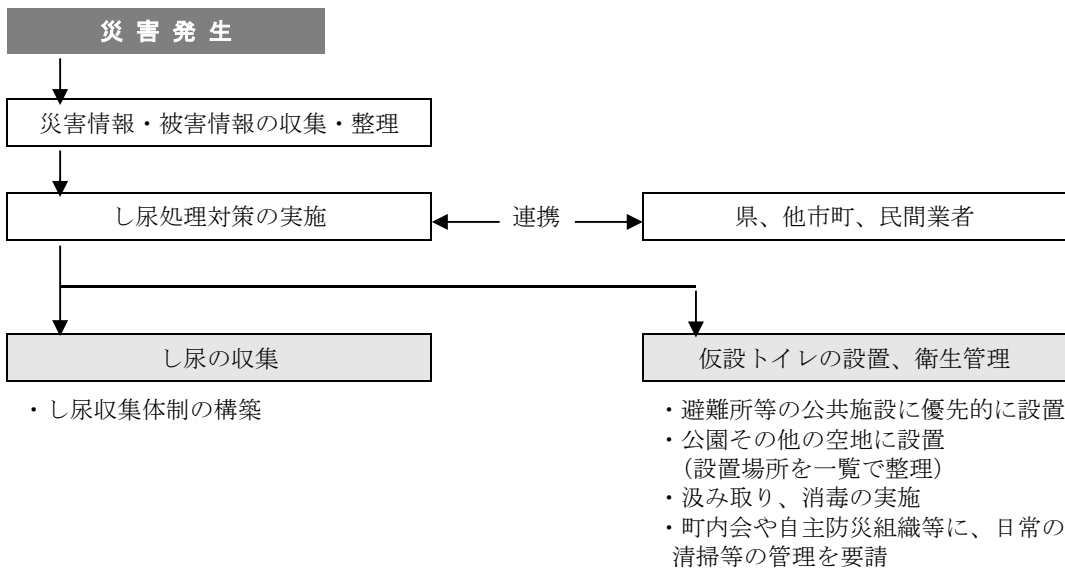 災害発生
災害情報・被害情報の収集・整理
し尿処理対策の実施
連携
県、他市町、民間業者
し尿の収集
仮設トイレの設置、衛生管理
・し尿収集体制の構築
・避難所等の公共施設に優先的に設置
・公園その他の空地に設置
（設置場所を一覧で整理）
・汲み取り、消毒の実施
・町内会や自主防災組織等に、日常の
清掃等の管理を要請